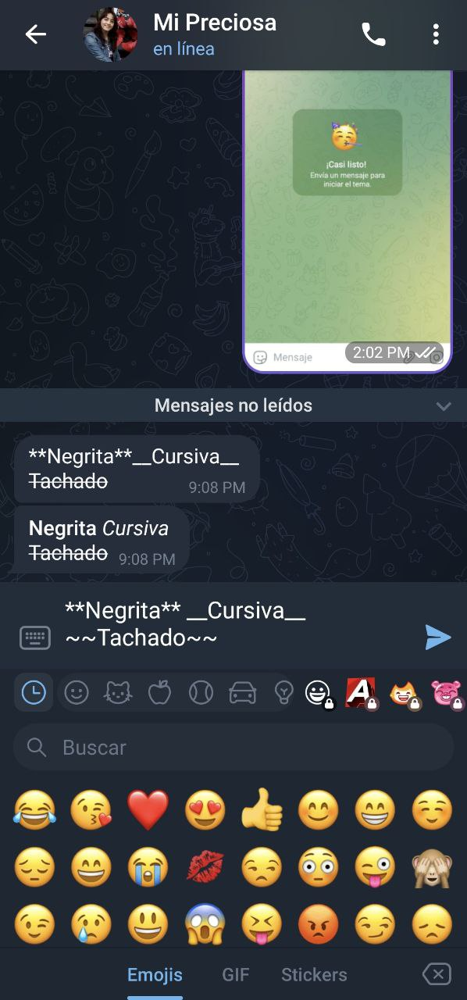 Mi Preciosa
en línea
¡Casi listo!
Envía un mensaje para
iniciar el tema.
Mensaje
2:02 PM
Mensajes no leídos
**Negrita**__Cursiva__
Tachado
9:08 PM
Negrita Cursiva
Tachado 9:08 PM
**Negrita** __Cursiva__
~~Tachado~~
Buscar
Emojis GIF Stickers